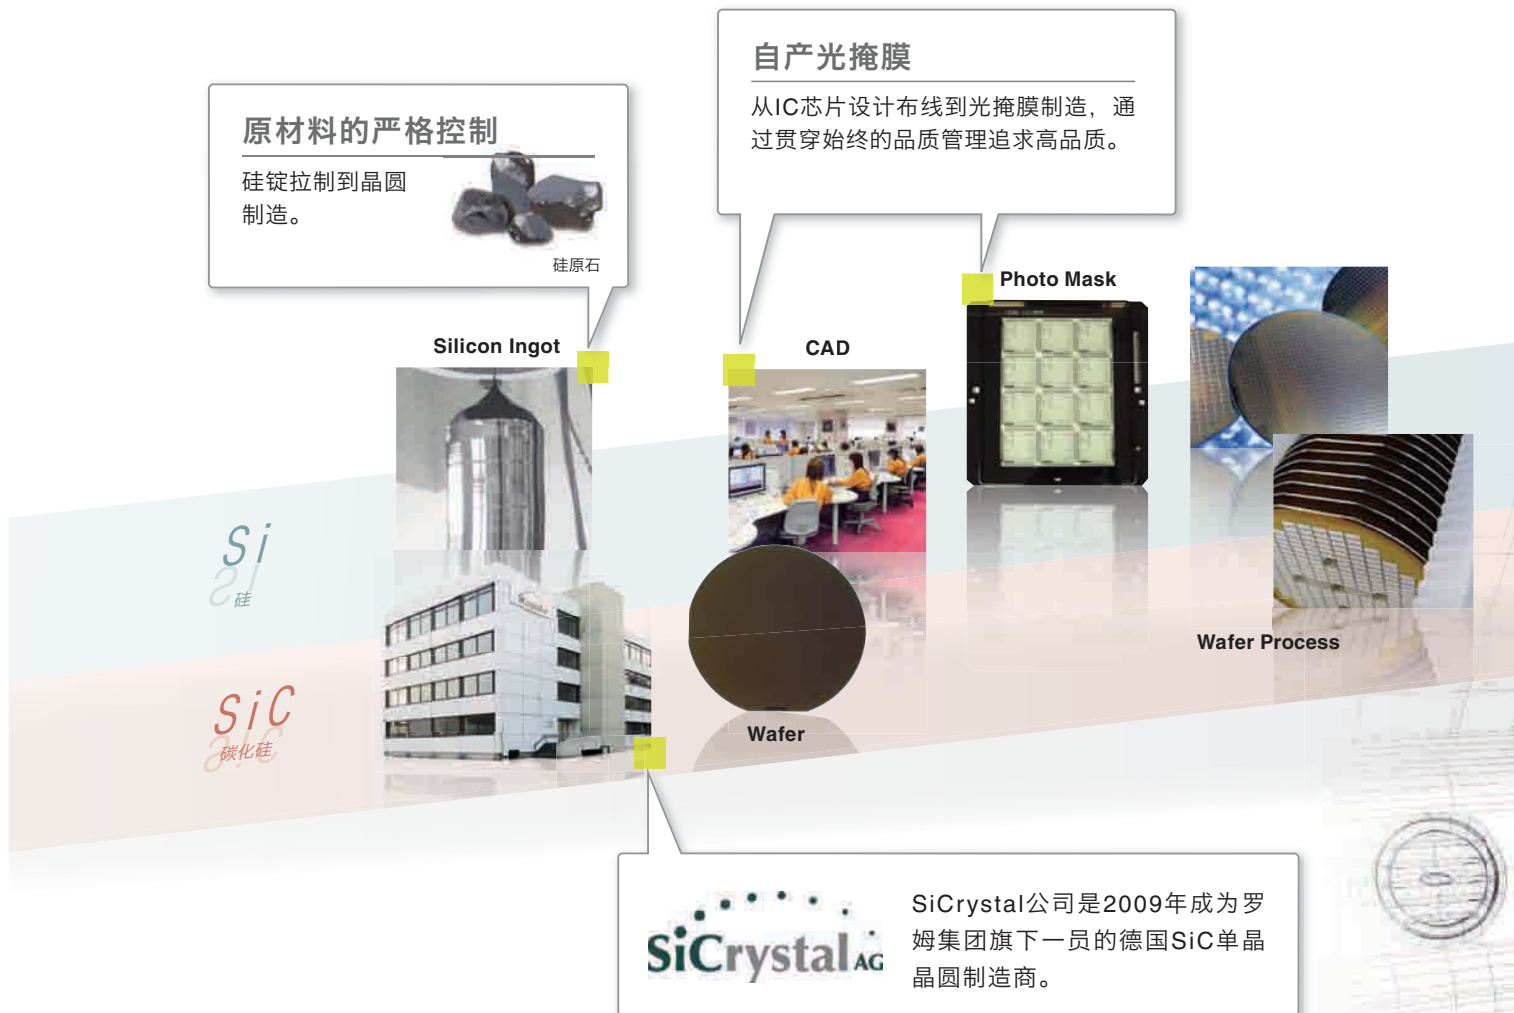 自产光掩膜
从IC芯片设计布线到光掩膜制造，通
过贯穿始终的品质管理追求高品质。
原材料的严格控制
硅锭拉制到晶圆
制造。
硅原石
Photo Mask
Silicon Ingot
CAD
Si
硅
Wafer Process
SiC
碳化硅
Wafer
SiCrystal AG
SiCrystal公司是2009年成为罗
姆集团旗下一员的德国SiC单晶
晶圆制造商。